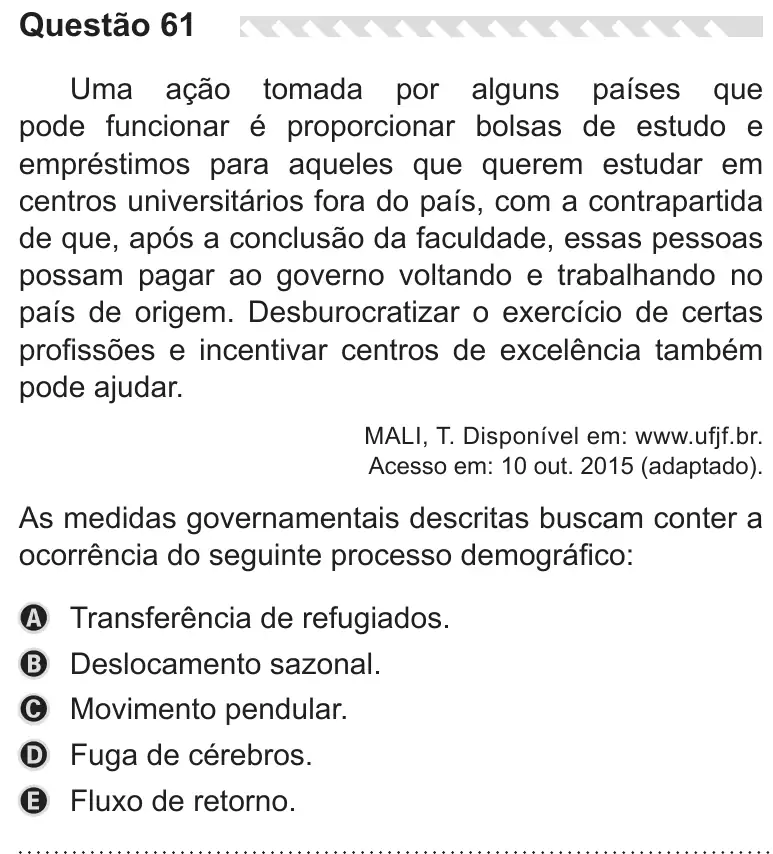 Questão 61
Uma ação tomada por alguns países que
pode funcionar é proporcionar bolsas de estudo e
empréstimos para aqueles que querem estudar em
centros universitários fora do país, com a contrapartida
de que, após a conclusão da faculdade, essas pessoas
possam pagar ao governo voltando e trabalhando no
país de origem. Desburocratizar o exercício de certas
profissões e incentivar centros de excelência também
pode ajudar.
MALI, T. Disponível em: www.ufjf.br.
Acesso em: 10 out. 2015 (adaptado).
As medidas governamentais descritas buscam conter a
ocorrência do seguinte processo demográfico:
A Transferência de refugiados.
B Deslocamento sazonal.
C Movimento pendular.
D Fuga de cérebros.
E Fluxo de retorno.